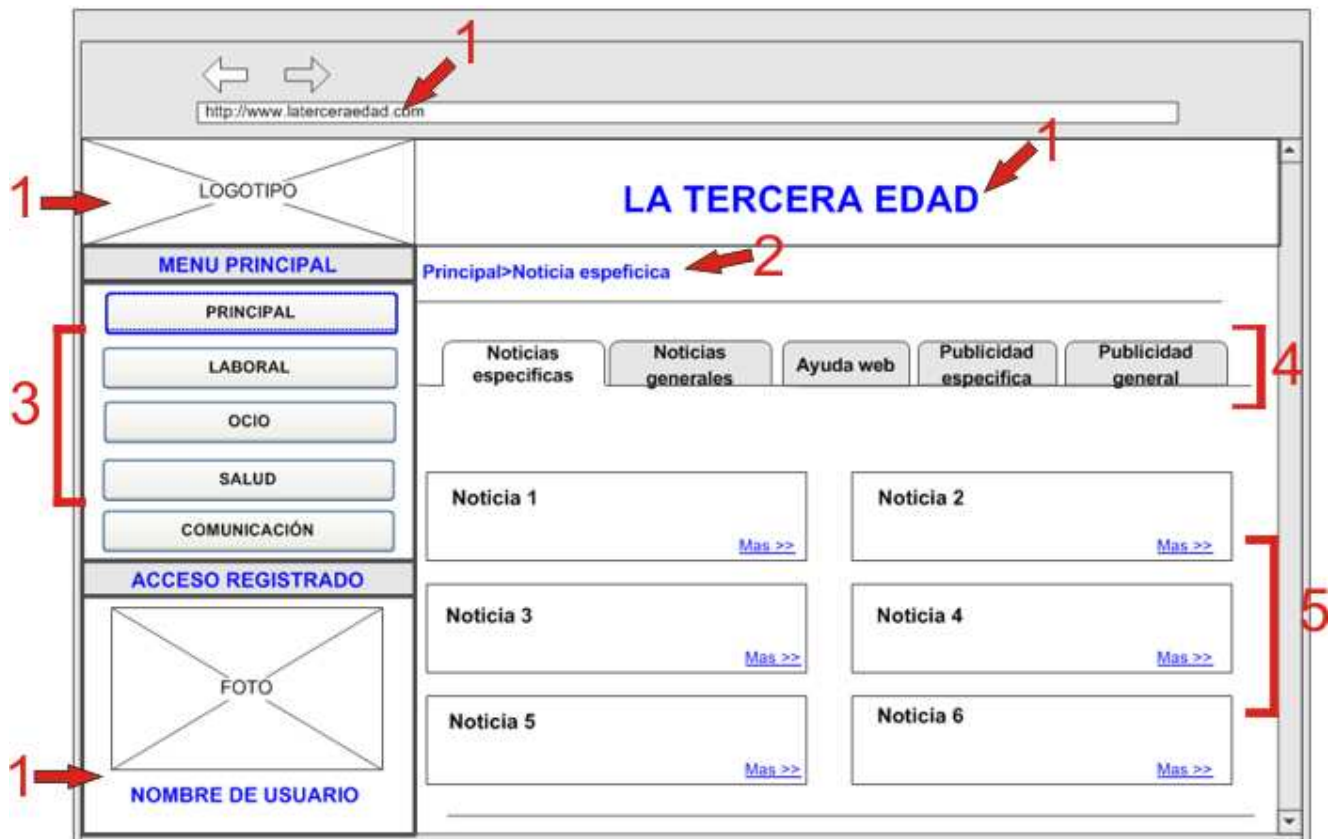 1
http://www.laterceraedad.com
1
1
LOGOTIPO
LA TERCERA EDAD
MENU PRINCIPAL
Principal>Noticia espeficica
2
PRINCIPAL
LABORAL
OCIO
SALUD
COMUNICACIÓN
3
Noticias
especificas
Noticias
generales
Ayuda web
Publicidad
especifica
Publicidad
general
4
Noticia 1
Mas >>
Noticia 2
Mas >>
Noticia 3
Mas >>
Noticia 4
Mas >>
5
Noticia 5
Mas >>
Noticia 6
Mas >>
ACCESO REGISTRADO
FOTO
1
NOMBRE DE USUARIO